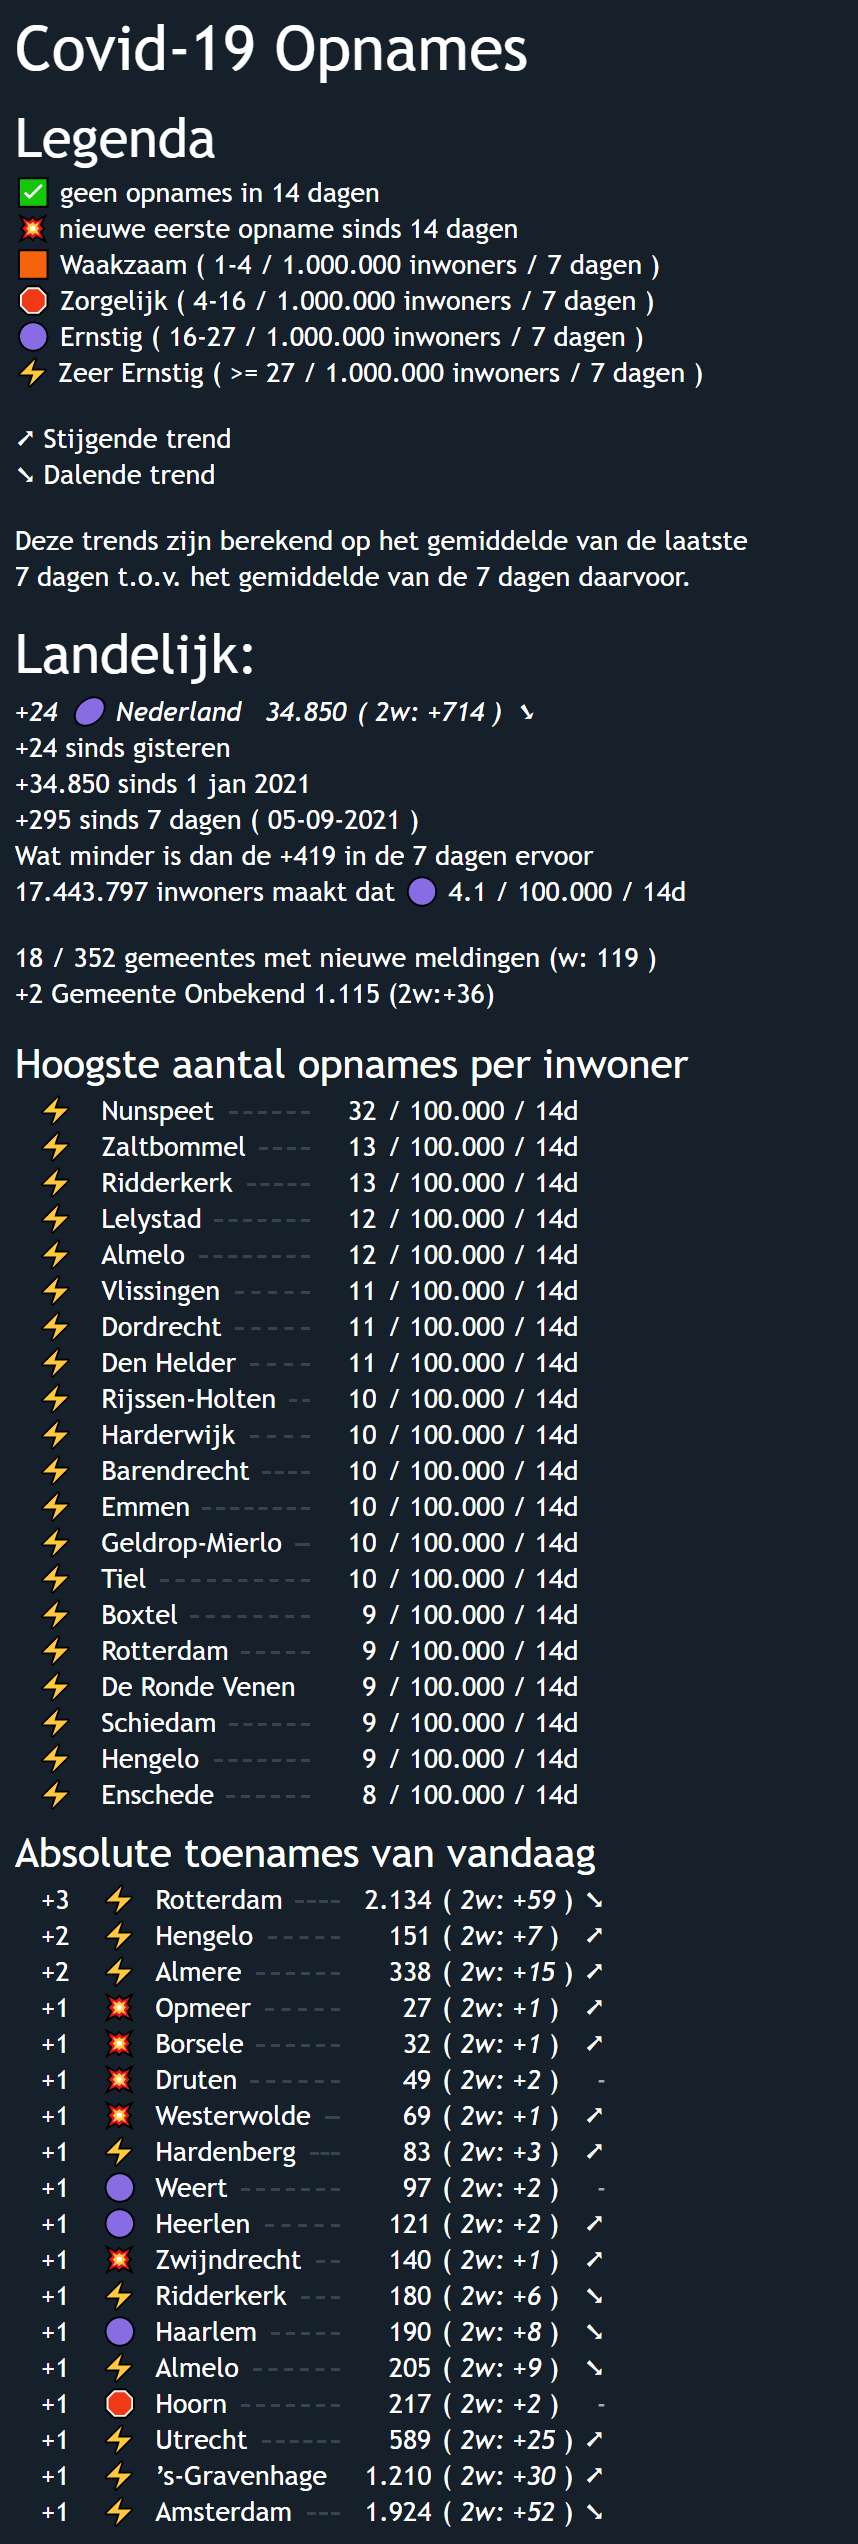 Covid-19 Opnames
Legenda
✅ geen opnames in 14 dagen
💥 nieuwe eerste opname sinds 14 dagen
🟧 Waakzaam ( 1-4 / 1.000.000 inwoners / 7 dagen )
🛑 Zorgelijk ( 4-16 / 1.000.000 inwoners / 7 dagen )
🟣 Ernstig ( 16-27 / 1.000.000 inwoners / 7 dagen )
⚡ Zeer Ernstig ( >= 27 / 1.000.000 inwoners / 7 dagen )
➚ Stijgende trend
➘ Dalende trend
Deze trends zijn berekend op het gemiddelde van de laatste
7 dagen t.o.v. het gemiddelde van de 7 dagen daarvoor.
Landelijk:
+24 🟣 Nederland 34.850 ( 2w: +714 ) ➘
+24 sinds gisteren
+34.850 sinds 1 jan 2021
+295 sinds 7 dagen ( 05-09-2021 )
Wat minder is dan de +419 in de 7 dagen ervoor
17.443.797 inwoners maakt dat 🟣 4.1 / 100.000 / 14d
18 / 352 gemeentes met nieuwe meldingen (w: 119 )
+2 Gemeente Onbekend 1.115 (2w:+36)
Hoogste aantal opnames per inwoner
⚡ Nunspeet ------ 32 / 100.000 / 14d
⚡ Zaltbommel ---- 13 / 100.000 / 14d
⚡ Ridderkerk ----- 13 / 100.000 / 14d
⚡ Lelystad ------- 12 / 100.000 / 14d
⚡ Almelo -------- 12 / 100.000 / 14d
⚡ Vlissingen ----- 11 / 100.000 / 14d
⚡ Dordrecht ----- 11 / 100.000 / 14d
⚡ Den Helder ---- 11 / 100.000 / 14d
⚡ Rijssen-Holten -- 10 / 100.000 / 14d
⚡ Harderwijk ---- 10 / 100.000 / 14d
⚡ Barendrecht ---- 10 / 100.000 / 14d
⚡ Emmen -------- 10 / 100.000 / 14d
⚡ Geldrop-Mierlo - 10 / 100.000 / 14d
⚡ Tiel ---------- 10 / 100.000 / 14d
⚡ Boxtel -------- 9 / 100.000 / 14d
⚡ Rotterdam ----- 9 / 100.000 / 14d
⚡ De Ronde Venen 9 / 100.000 / 14d
⚡ Schiedam ------ 9 / 100.000 / 14d
⚡ Hengelo ------- 9 / 100.000 / 14d
⚡ Enschede ------ 8 / 100.000 / 14d
Absolute toenames van vandaag
+3 ⚡ Rotterdam ---- 2.134 ( 2w: +59 ) ➘
+2 ⚡ Hengelo ----- 151 ( 2w: +7 ) ➚
+2 ⚡ Almere ------ 338 ( 2w: +15 ) ➚
+1 💥 Opmeer ----- 27 ( 2w: +1 ) ➚
+1 💥 Borsele ------ 32 ( 2w: +1 ) ➚
+1 💥 Druten ------ 49 ( 2w: +2 ) -
+1 💥 Westerwolde - 69 ( 2w: +1 ) ➚
+1 ⚡ Hardenberg --- 83 ( 2w: +3 ) ➚
+1 🟣 Weert ------- 97 ( 2w: +2 ) -
+1 🟣 Heerlen ----- 121 ( 2w: +2 ) ➚
+1 💥 Zwijndrecht -- 140 ( 2w: +1 ) ➚
+1 ⚡ Ridderkerk --- 180 ( 2w: +6 ) ➘
+1 🟣 Haarlem ----- 190 ( 2w: +8 ) ➘
+1 ⚡ Almelo ------ 205 ( 2w: +9 ) ➘
+1 🛑 Hoorn ------- 217 ( 2w: +2 ) -
+1 ⚡ Utrecht ------ 589 ( 2w: +25 ) ➚
+1 ⚡ ’s-Gravenhage 1.210 ( 2w: +30 ) ➚
+1 ⚡ Amsterdam --- 1.924 ( 2w: +52 ) ➘